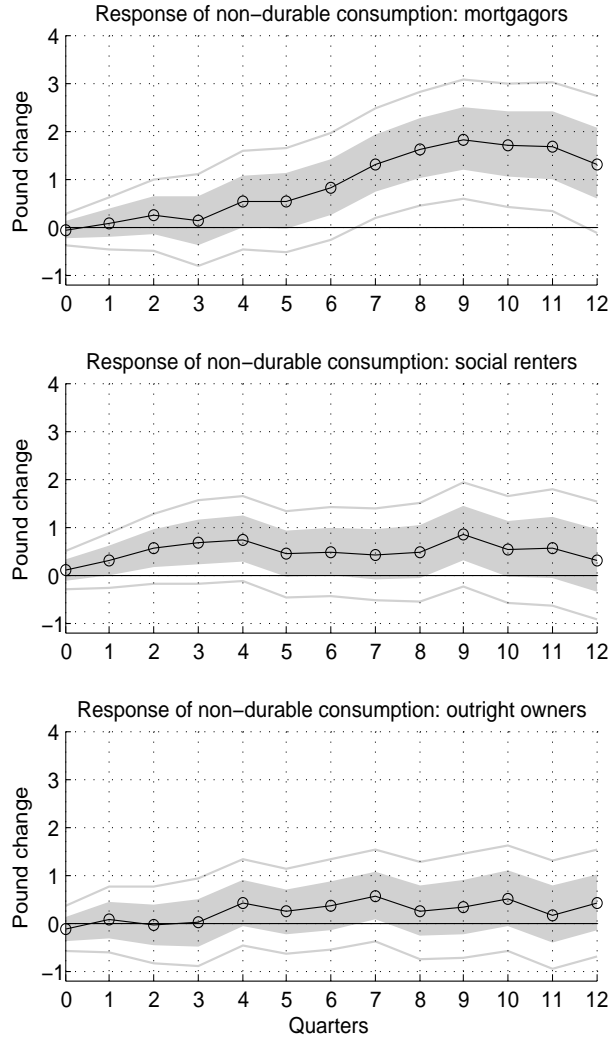 Response of non−durable consumption: mortgagors
Pound change
4
3
2
1
0
−1
0 1 2 3 4 5 6 7 8 9 10 11 12
Response of non−durable consumption: social renters
Pound change
4
3
2
1
0
−1
0 1 2 3 4 5 6 7 8 9 10 11 12
Response of non−durable consumption: outright owners
Pound change
4
3
2
1
0
−1
0 1 2 3 4 5 6 7 8 9 10 11 12
Quarters